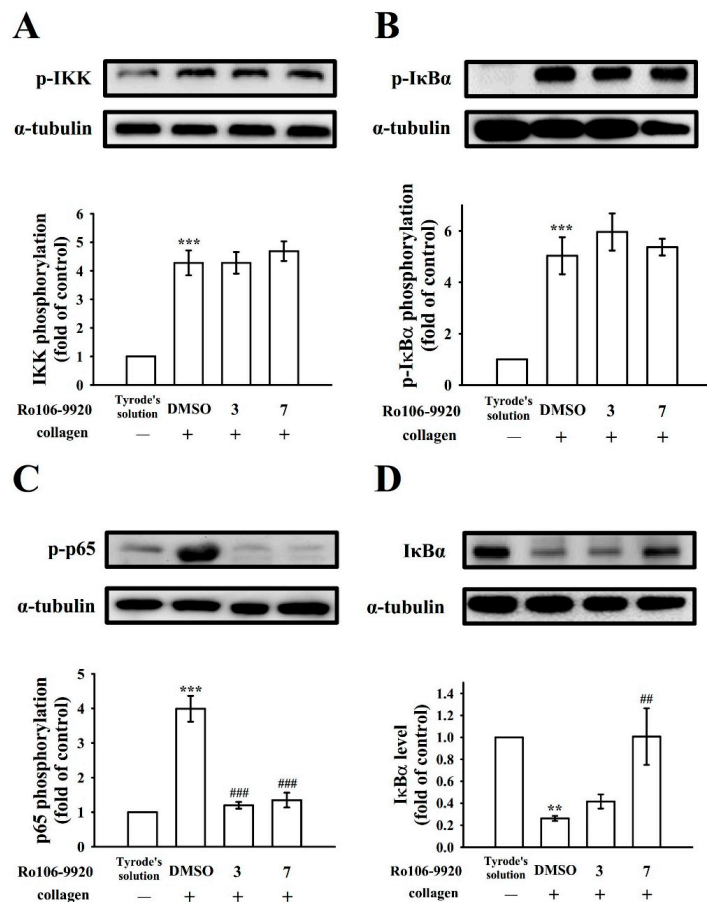 A
p-IKK
α-tubulin
IKK phosphorylation
(fold of control)
6
5
4
3
2
1
0
***
Tyrode's
solution
DMSO
3
7
Ro106-9920
collagen
— + + +
B
p-IκBα
α-tubulin
p-IκBα phosphorylation
(fold of control)
6
4
2
0
***
Tyrode's
solution
DMSO
3
7
Ro106-9920
collagen
— + + +
C
p-p65
α-tubulin
p65 phosphorylation
(fold of control)
5
4
3
2
1
0
***
###
###
Tyrode's
solution
DMSO
3
7
Ro106-9920
collagen
— + + +
D
IκBα
α-tubulin
IκBα level
(fold of control)
1.4
1.2
1.0
0.8
0.6
0.4
0.2
0.0
**
##
Tyrode's
solution
DMSO
3
7
Ro106-9920
collagen
— + + +